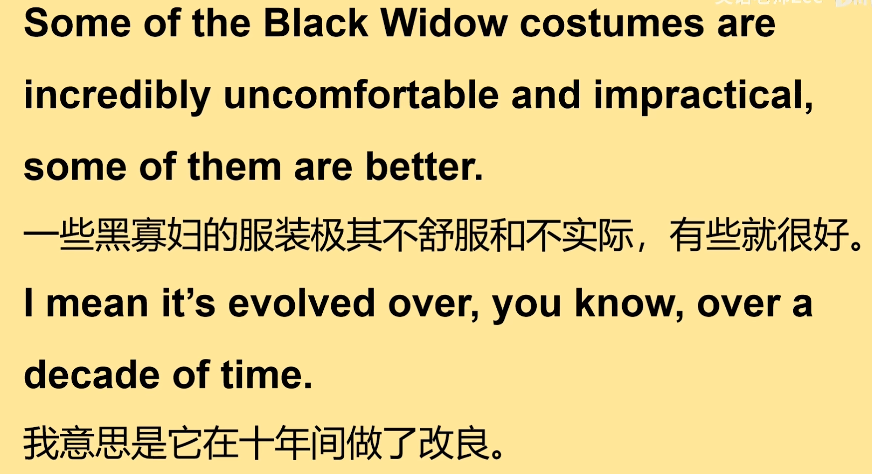 Some of the Black Widow costumes are
incredibly uncomfortable and impractical,
some of them are better.
一些黑寡妇的服装极其不舒服和不实际，有些就很好。
I mean it’s evolved over, you know, over a
decade of time.
我意思是它在十年间做了改良。